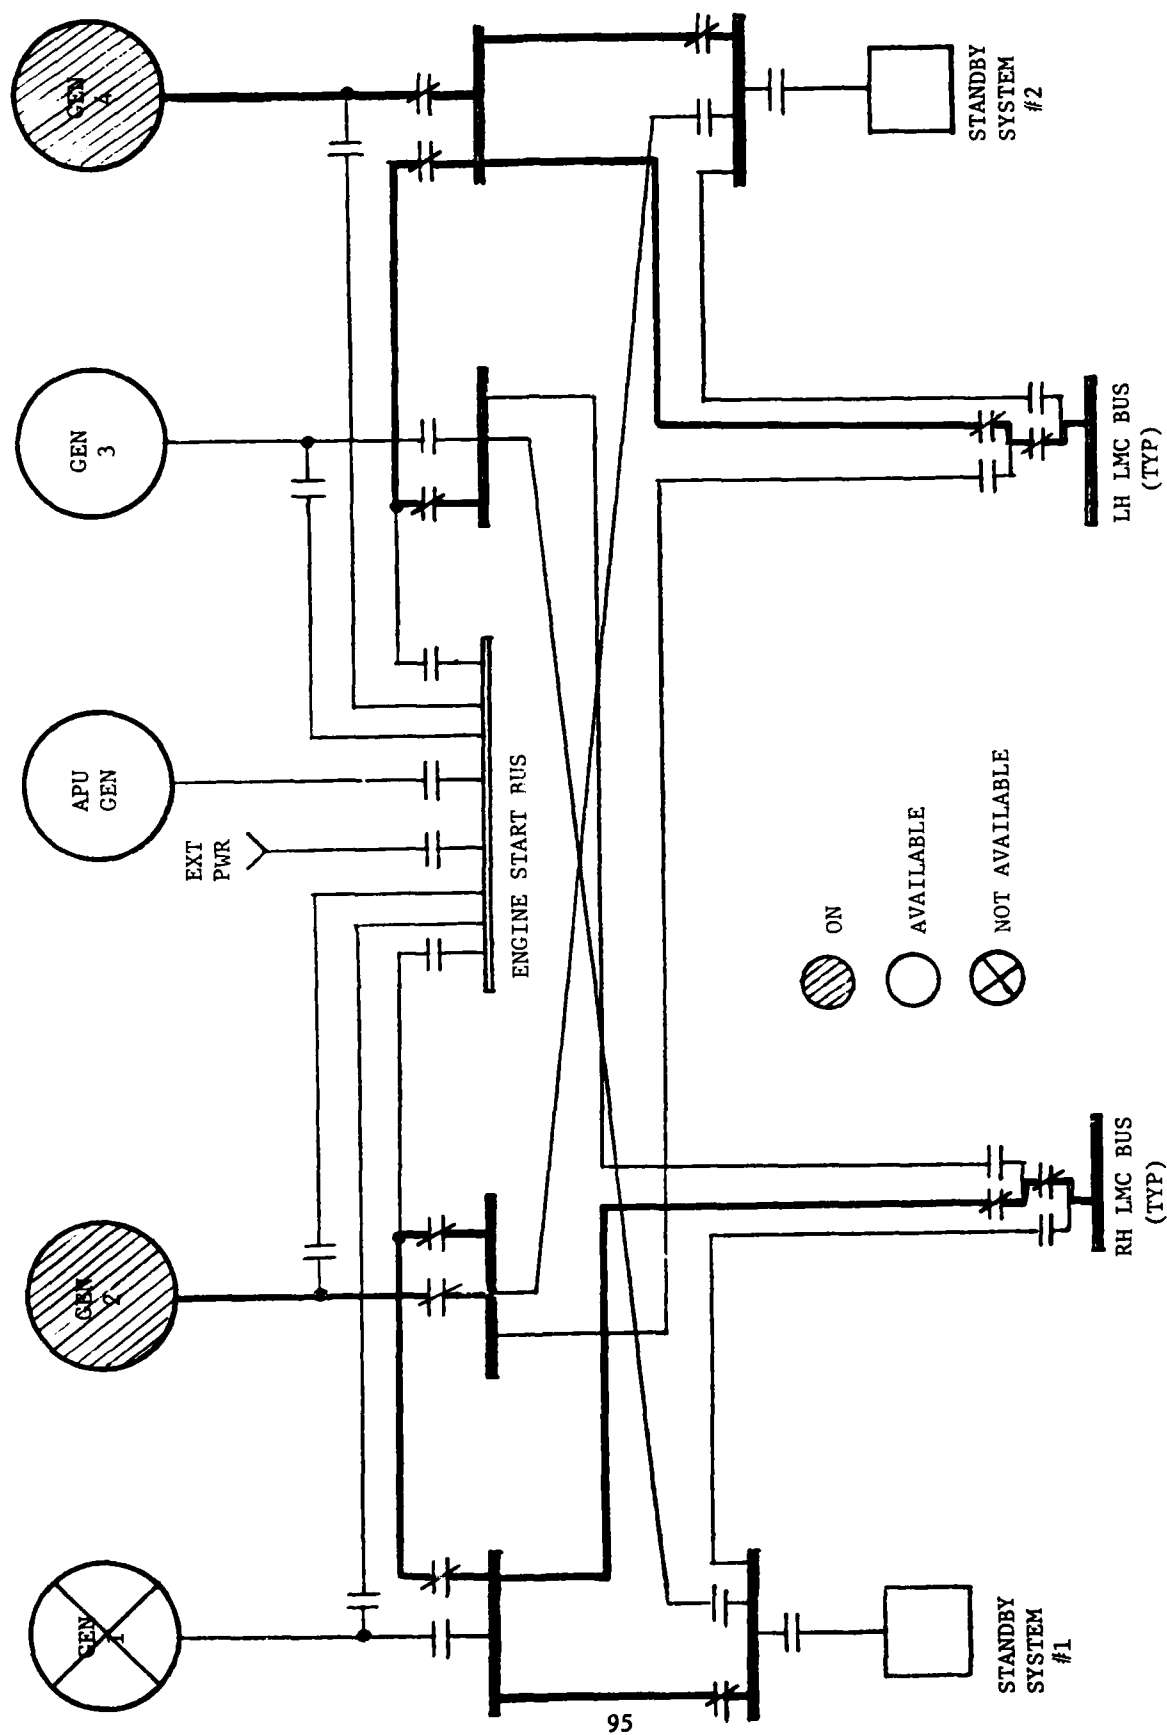 GEN
1
GEN
2
EXT
PWR
APU
GEN
GEN
3
GEN
4
ENGINE START BUS
STANDBY
SYSTEM
#1
RH LMC BUS
(TYP)
ON
AVAILABLE
NOT AVAILABLE
LH LMC BUS
(TYP)
STANDBY
SYSTEM
#2
95